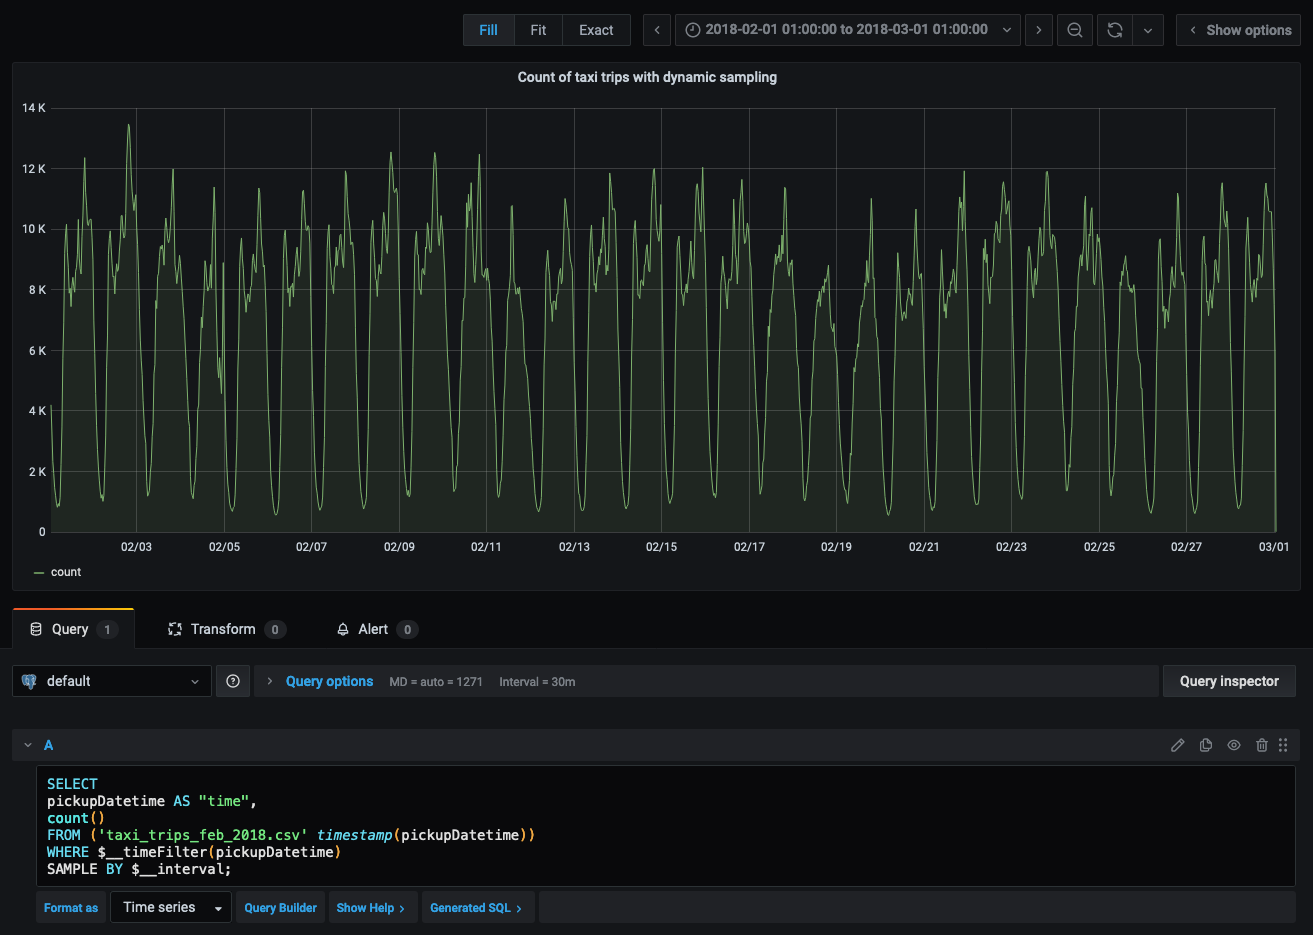 Fill Fit Exact 2018-02-01 01:00:00 to 2018-03-01 01:00:00 Show options
Count of taxi trips with dynamic sampling
14 K
12 K
10 K
8 K
6 K
4 K
2 K
0
02/03 02/05 02/07 02/09 02/11 02/13 02/15 02/17 02/19 02/21 02/23 02/25 02/27 03/01
count
Query 1 Transform 0 Alert 0
default ? Query options MD = auto = 1271 Interval = 30m Query inspector
A
SELECT
pickupDatetime AS "time",
count()
FROM ('taxi_trips_feb_2018.csv' timestamp(pickupDatetime))
WHERE $__timeFilter(pickupDatetime)
SAMPLE BY $__interval;
Format as Time series Query Builder Show Help > Generated SQL >